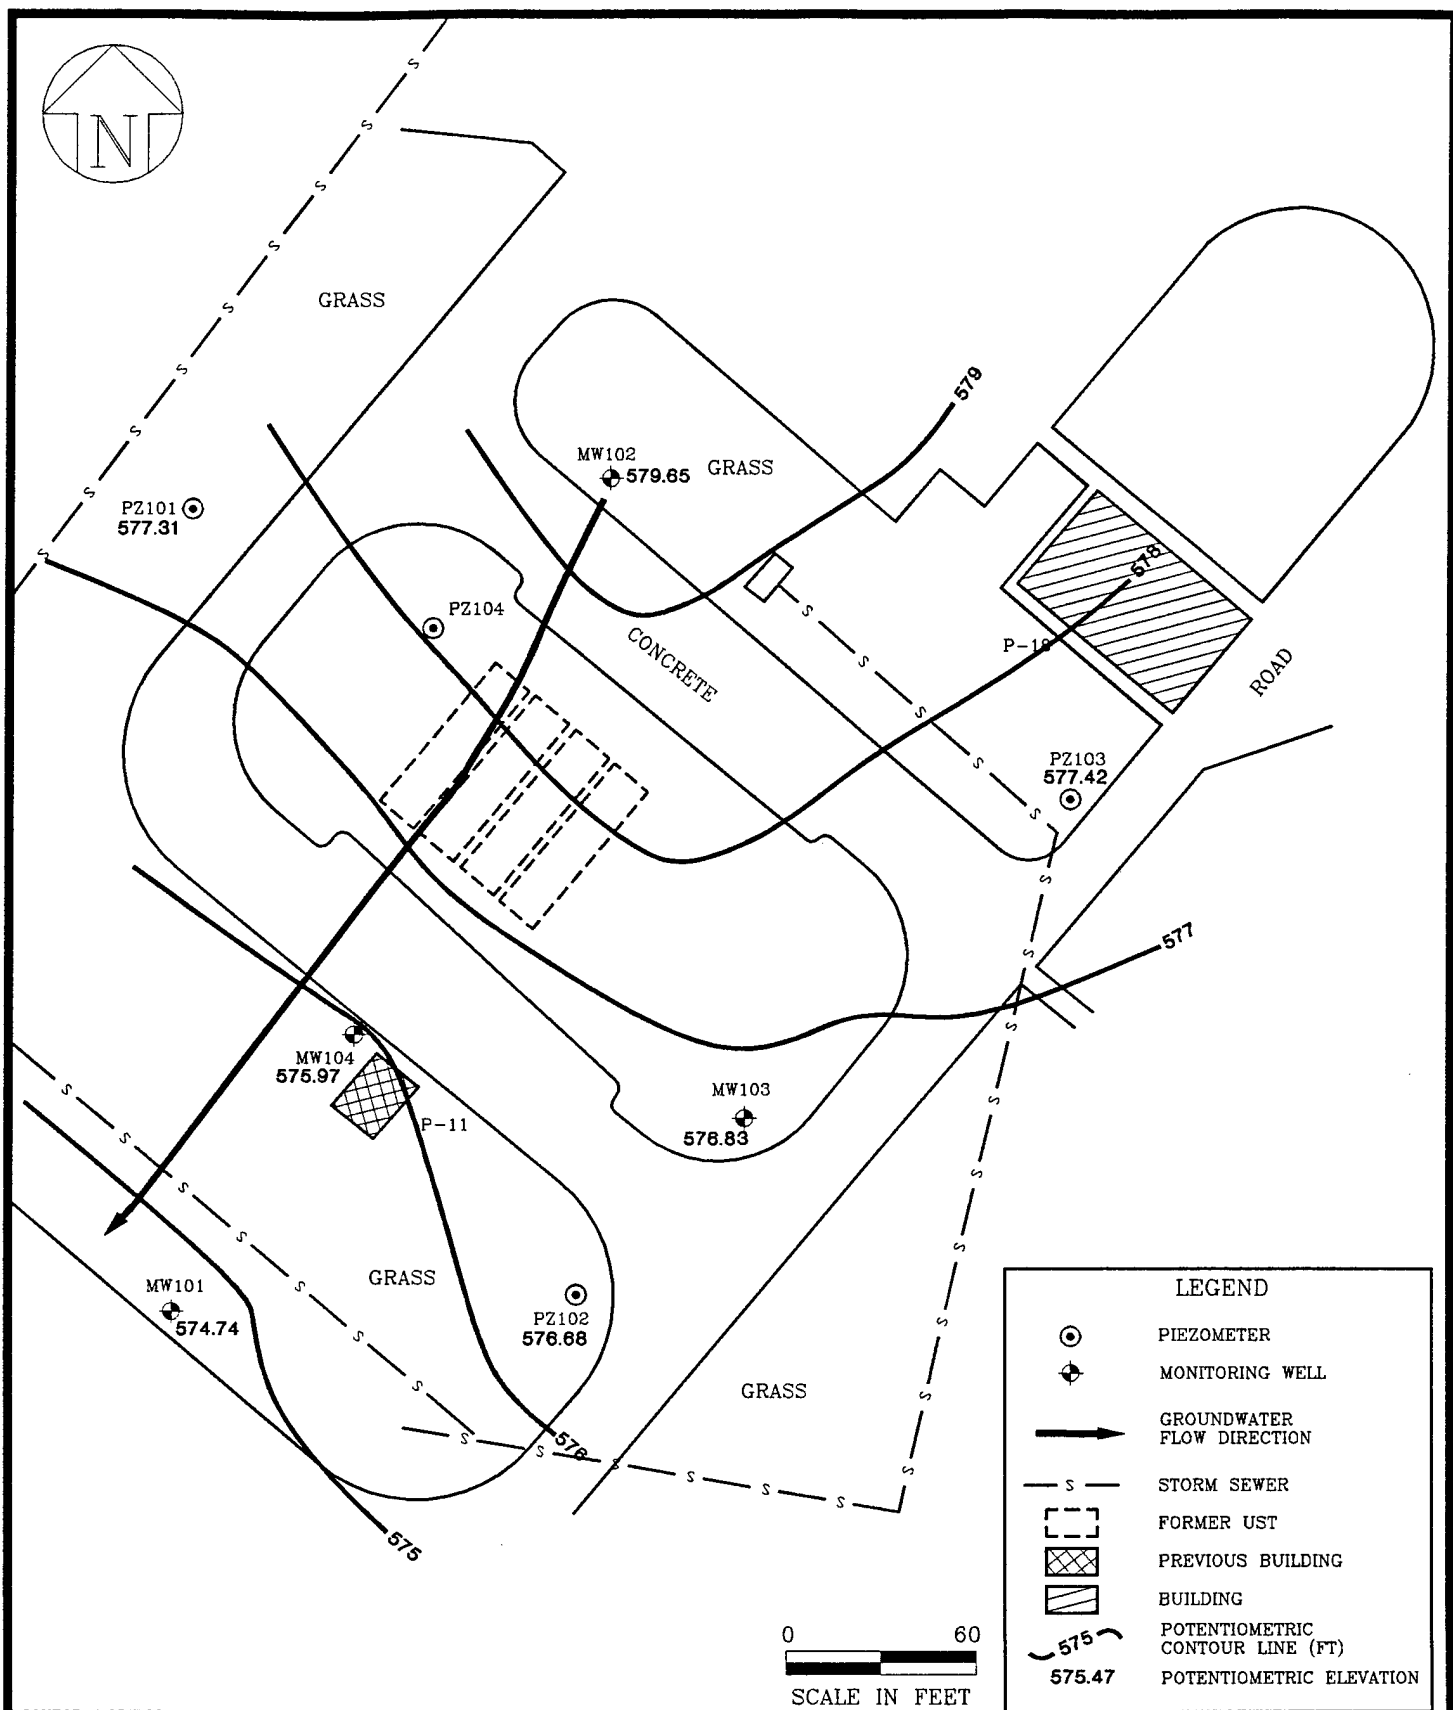 N
S
S
S
S
GRASS
S
S
S
579
S
MW102
579.65
GRASS
S
PZ101
577.31
S
578
PZ104
S
CONCRETE
S
P-18
ROAD
S
PZ103
577.42
S
S
577
S
S
MW104
575.97
MW103
576.83
S
S
P-11
S
S
S
S
GRASS
S
MW101
574.74
PZ102
576.68
S
S
S
GRASS
S
S
S
576
S
S
S
S
S
575
LEGEND
PIEZOMETER
MONITORING WELL
GROUNDWATER
FLOW DIRECTION
S STORM SEWER
FORMER UST
PREVIOUS BUILDING
BUILDING
575 POTENTIOMETRIC
CONTOUR LINE (FT)
575.47 POTENTIOMETRIC ELEVATION
0 60
SCALE IN FEET